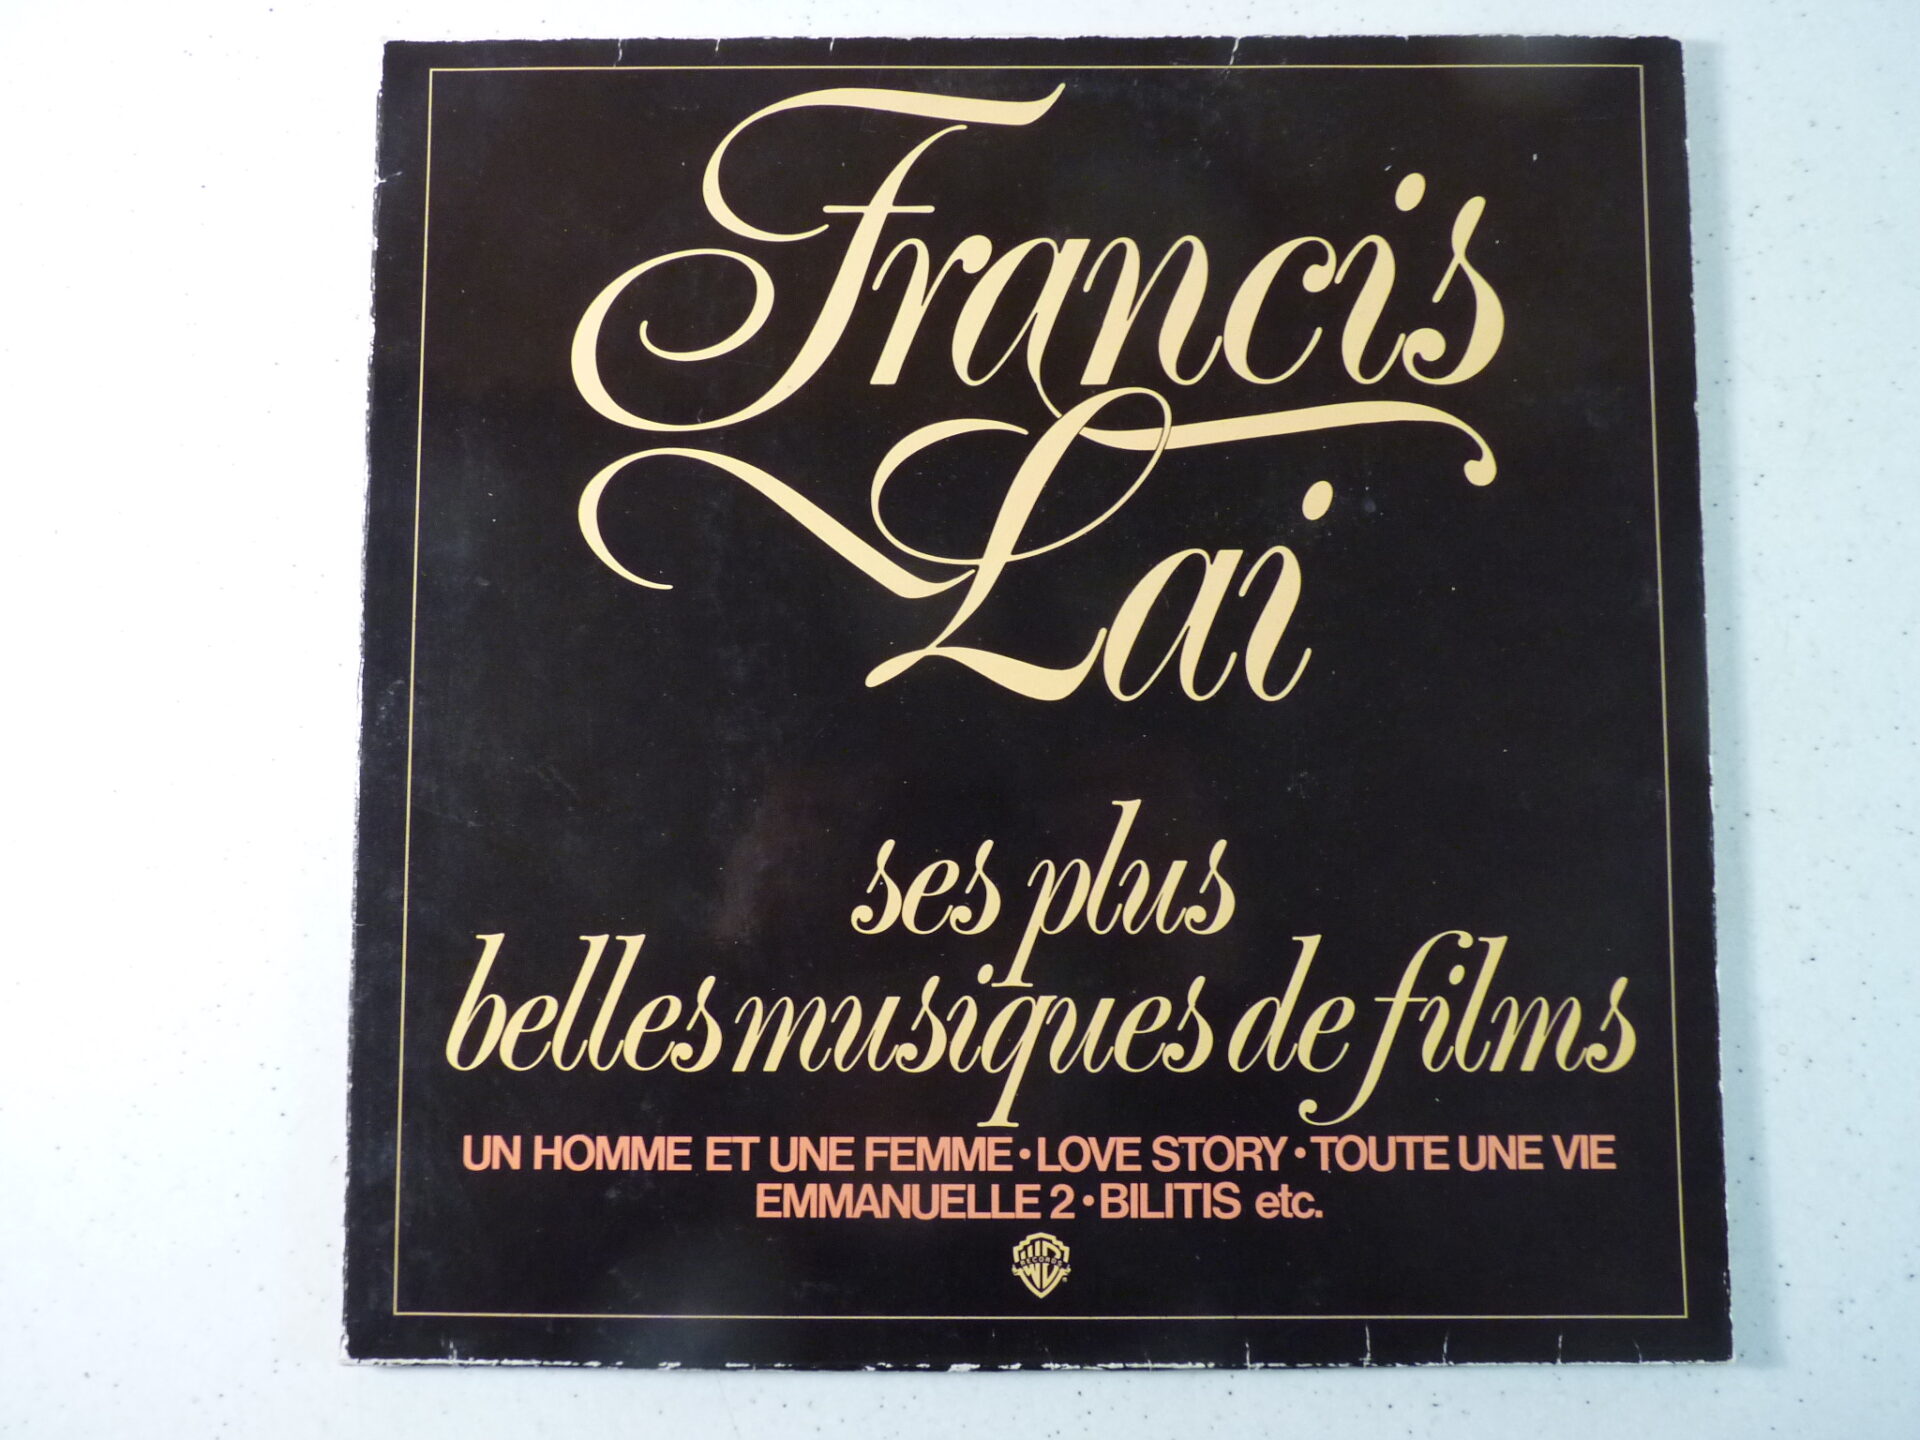 Francis
Lai
ses plus
belles musiques de films
UN HOMME ET UNE FEMME • LOVE STORY • TOUTE UNE VIE
EMMANUELLE 2 • BILITIS etc.
RECORDS